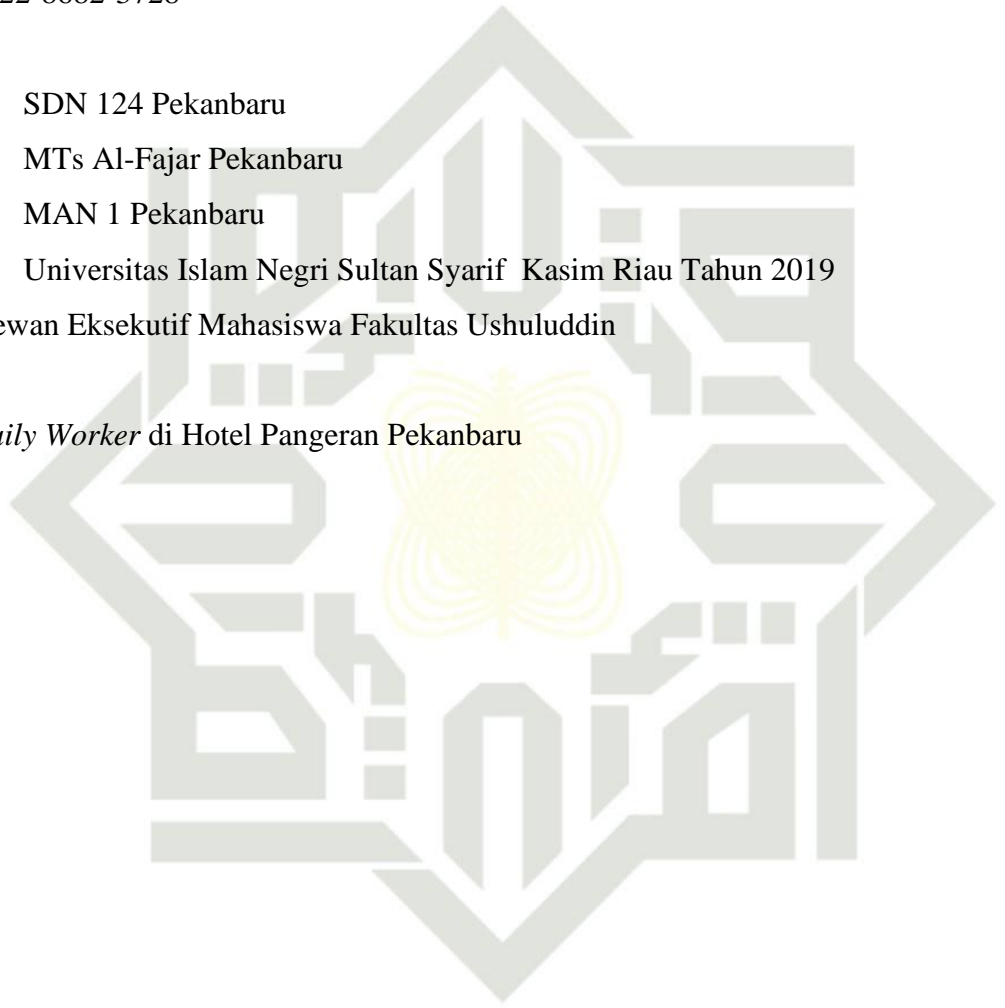 SDN 124 Pekanbaru
MTs Al-Fajar Pekanbaru
MAN 1 Pekanbaru
Universitas Islam Negri Sultan Syarif Kasim Riau Tahun 2019
ewan Eksekutif Mahasiswa Fakultas Ushuluddin
Worker di Hotel Pangeran Pekanbaru